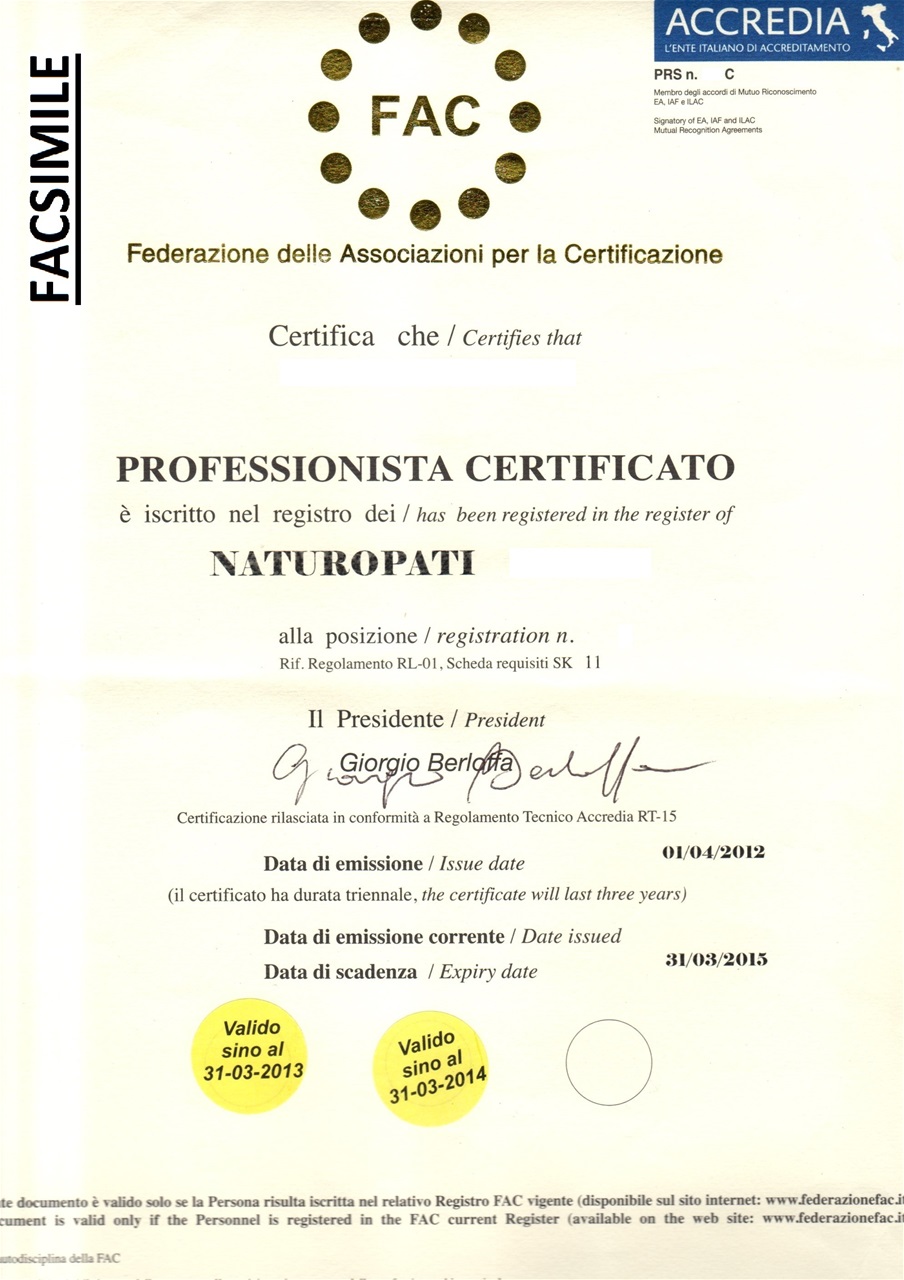 FACSIMILE
FAC
ACCREDIA
L'ENTE ITALIANO DI ACCREDITAMENTO
PRS n. C
Membro degli accordi di Mutuo Riconoscimento
EA, IAF e ILAC
Signatory of EA, IAF and ILAC
Mutual Recognition Agreements
Federazione delle Associazioni per la Certificazione
Certifica che / Certifies that
PROFESSIONISTA CERTIFICATO
è iscritto nel registro dei / has been registered in the register of
NATUROPATI
alla posizione / registration n.
Rif. Regolamento RL-01, Scheda requisiti SK 11
Il Presidente / President
Giorgio Berloffa
Giorgio Berloffa
Certificazione rilasciata in conformità a Regolamento Tecnico Accredia RT-15
Data di emissione / Issue date 01/04/2012
(il certificato ha durata triennale, the certificate will last three years)
Data di emissione corrente / Date issued
Data di scadenza / Expiry date 31/03/2015
Valido
sino al
31-03-2013
Valido
sino al
31-03-2014
te documento è valido solo se la Persona risulta iscritta nel relativo Registro FAC vigente (disponibile sul sito internet: www.federazionefac.it
cument is valid only if the Personnel is registered in the FAC current Register (available on the web site: www.federazionefac.it
autodisciplina della FAC